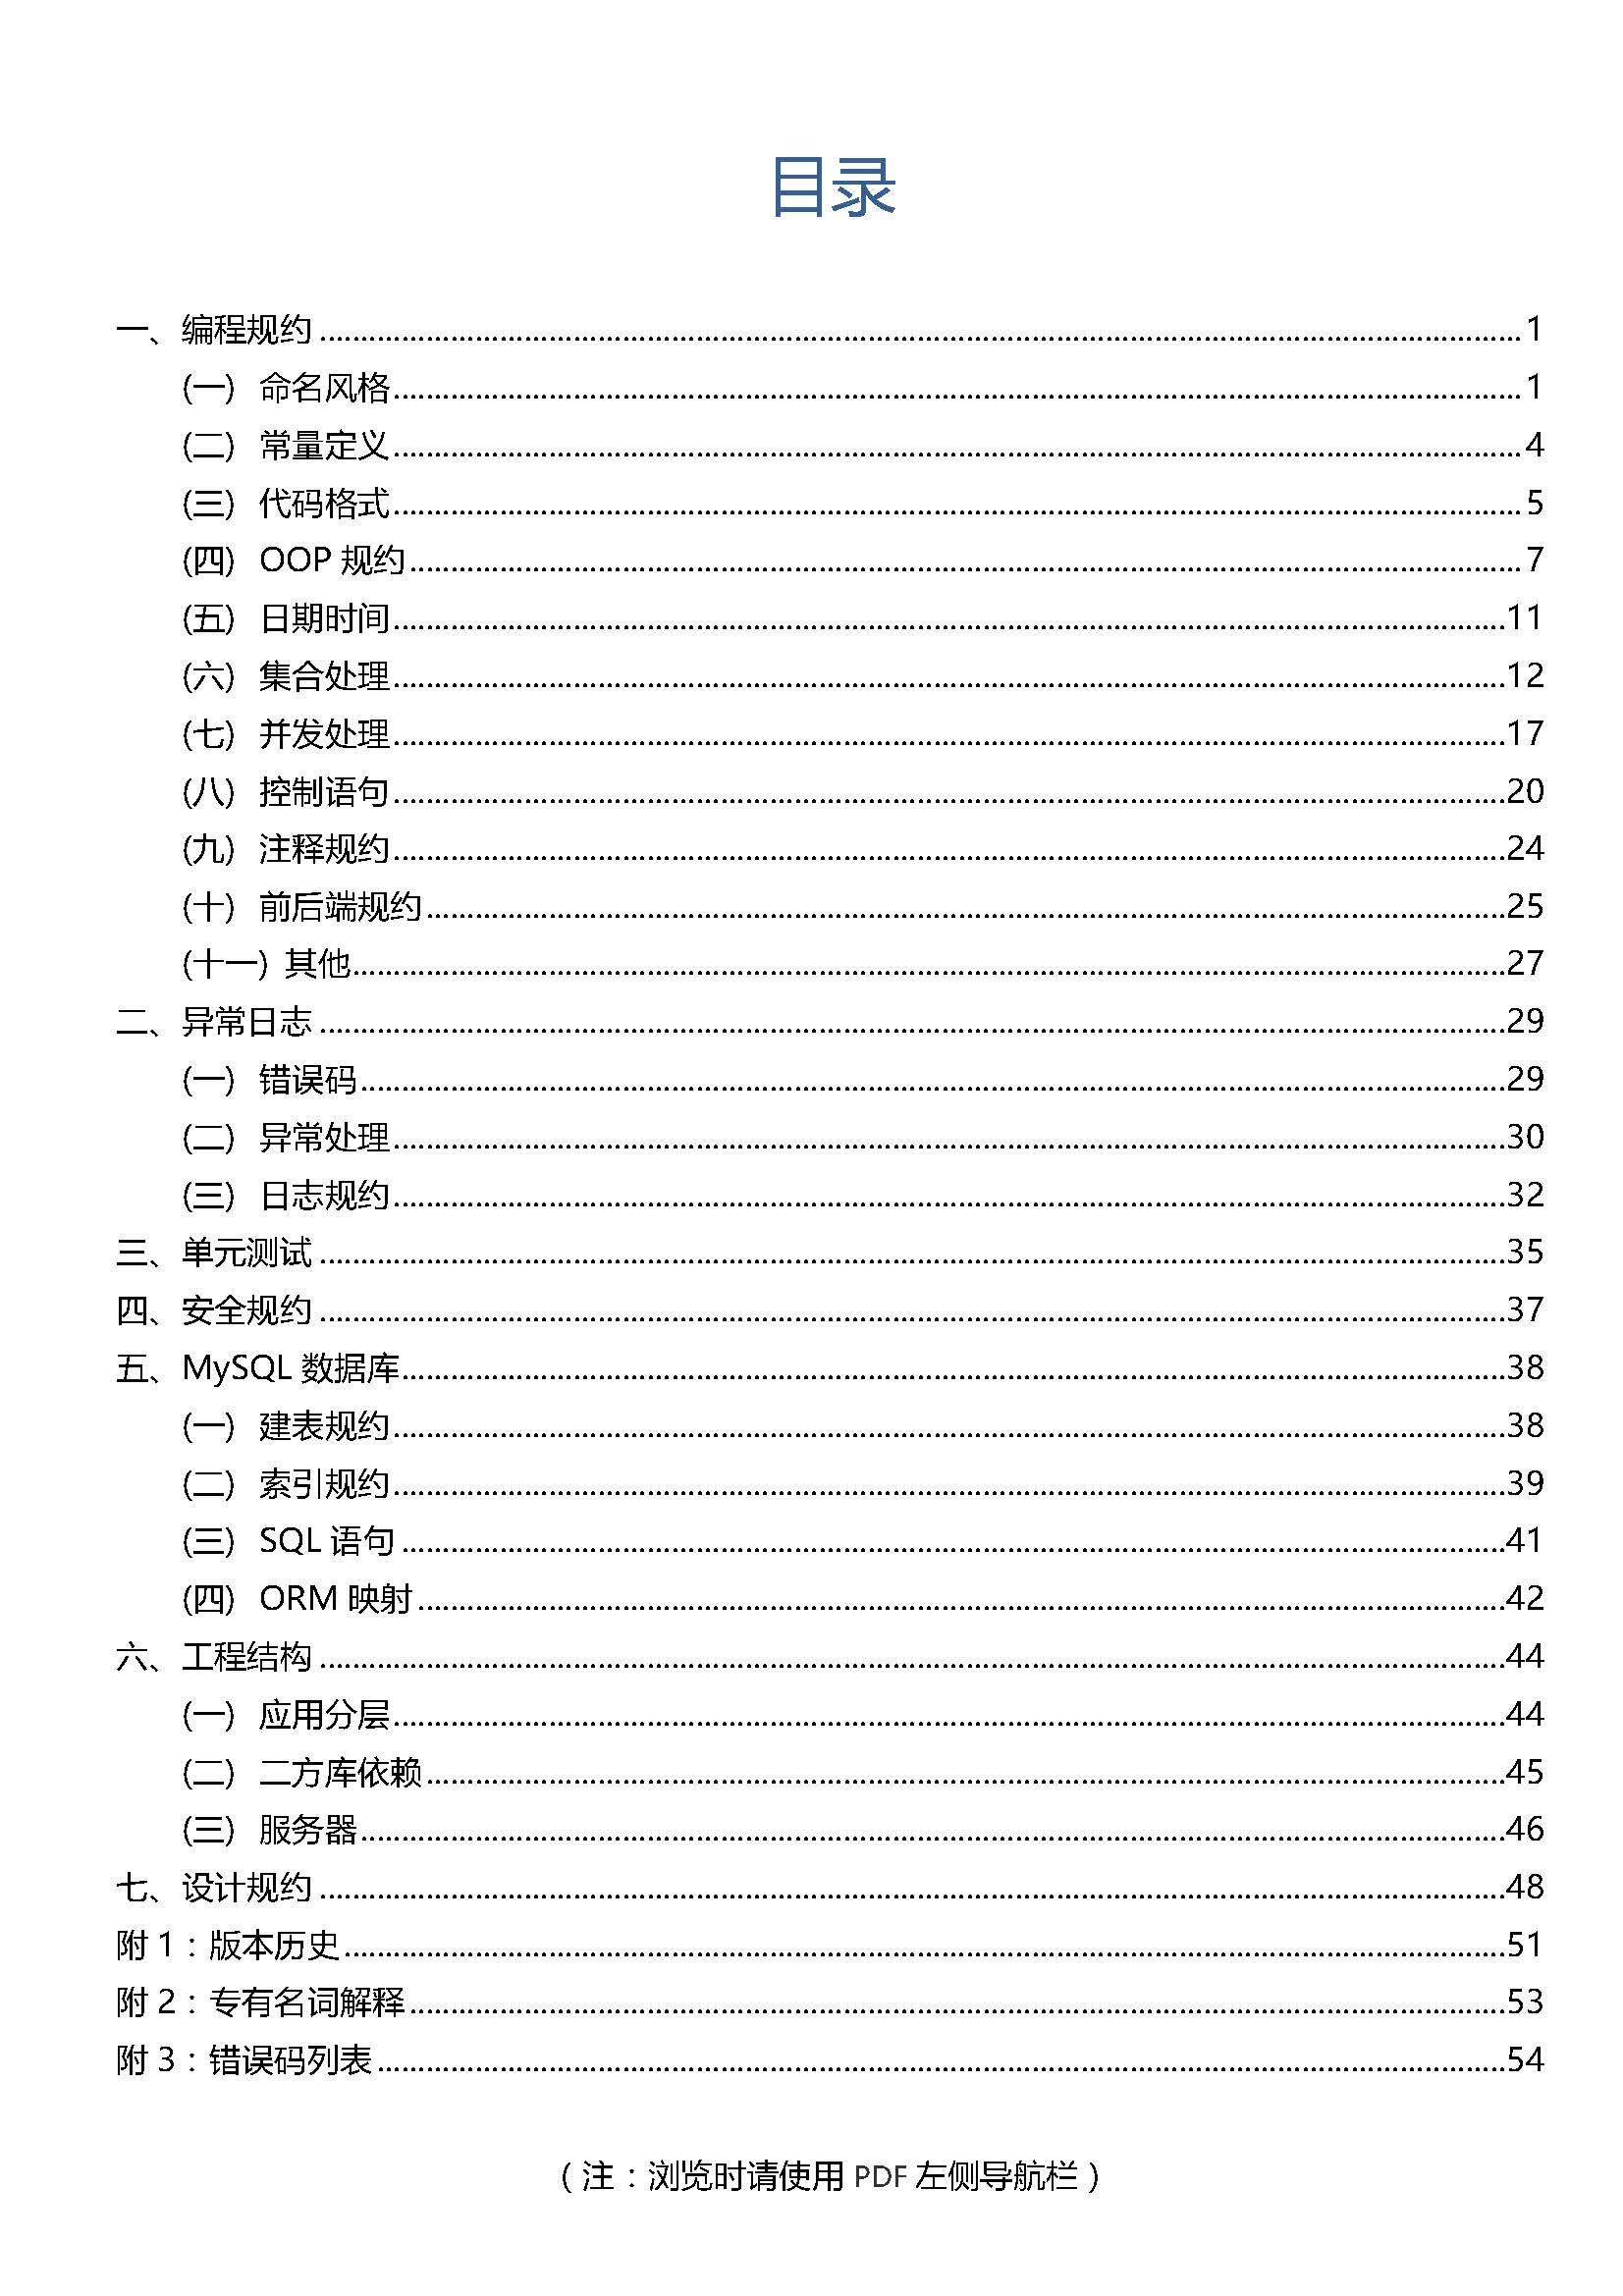 目录
一、编程规约 ........ 1
(一) 命名风格 ........ 1
(二) 常量定义 ........ 4
(三) 代码格式 ........ 5
(四) OOP 规约 ........ 7
(五) 日期时间 ........ 11
(六) 集合处理 ........ 12
(七) 并发处理 ........ 17
(八) 控制语句 ........ 20
(九) 注释规约 ........ 24
(十) 前后端规约 ........ 25
(十一) 其他 ........ 27
二、异常日志 ........ 29
(一) 错误码 ........ 29
(二) 异常处理 ........ 30
(三) 日志规约 ........ 32
三、单元测试 ........ 35
四、安全规约 ........ 37
五、MySQL 数据库 ........ 38
(一) 建表规约 ........ 38
(二) 索引规约 ........ 39
(三) SQL 语句 ........ 41
(四) ORM 映射 ........ 42
六、工程结构 ........ 44
(一) 应用分层 ........ 44
(二) 二方库依赖 ........ 45
(三) 服务器 ........ 46
七、设计规约 ........ 48
附 1：版本历史 ........ 51
附 2：专有名词解释 ........ 53
附 3：错误码列表 ........ 54
（注：浏览时请使用 PDF 左侧导航栏）